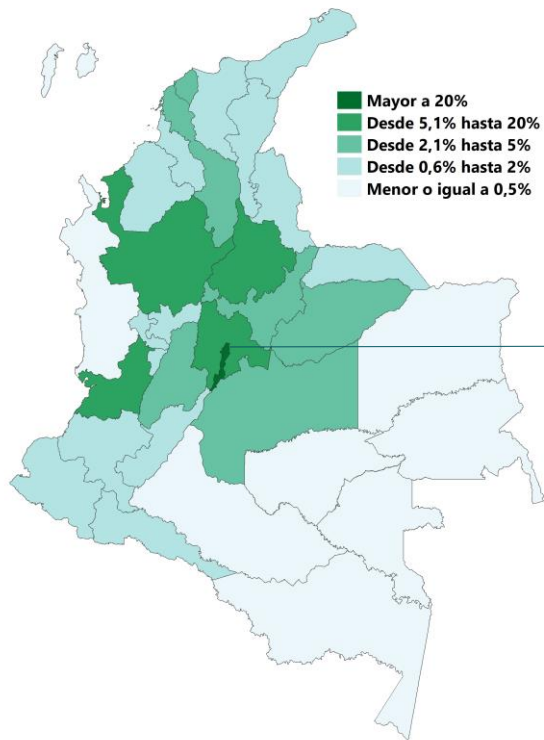 Mayor a 20%
Desde 5,1% hasta 20%
Desde 2,1% hasta 5%
Desde 0,6% hasta 2%
Menor o igual a 0,5%